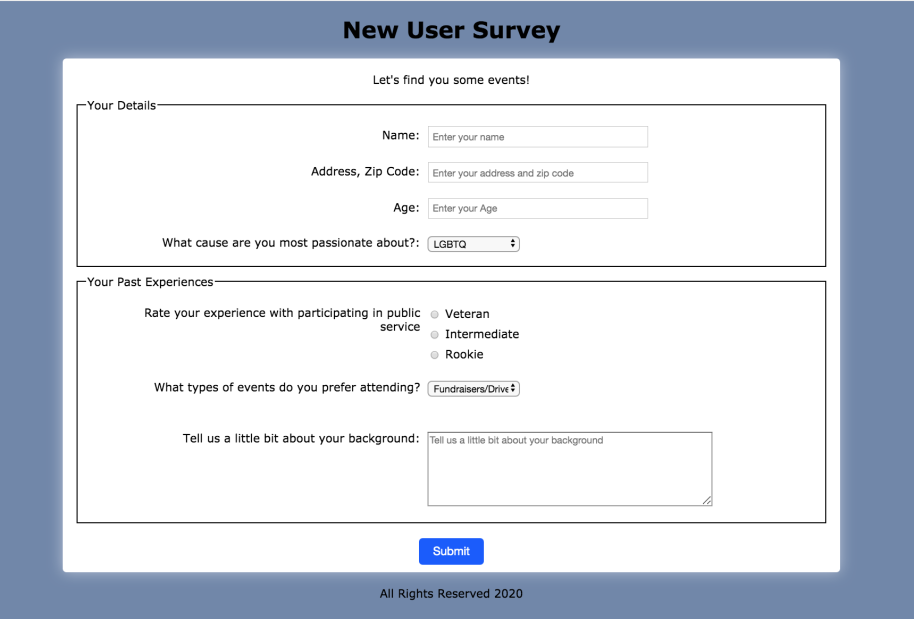 New User Survey
Let's find you some events!
Your Details
Name: Enter your name
Address, Zip Code: Enter your address and zip code
Age: Enter your Age
What cause are you most passionate about?: LGBTQ
Your Past Experiences
Rate your experience with participating in public
service
Veteran
Intermediate
Rookie
What types of events do you prefer attending? Fundraisers/Drive
Tell us a little bit about your background: Tell us a little bit about your background
Submit
All Rights Reserved 2020